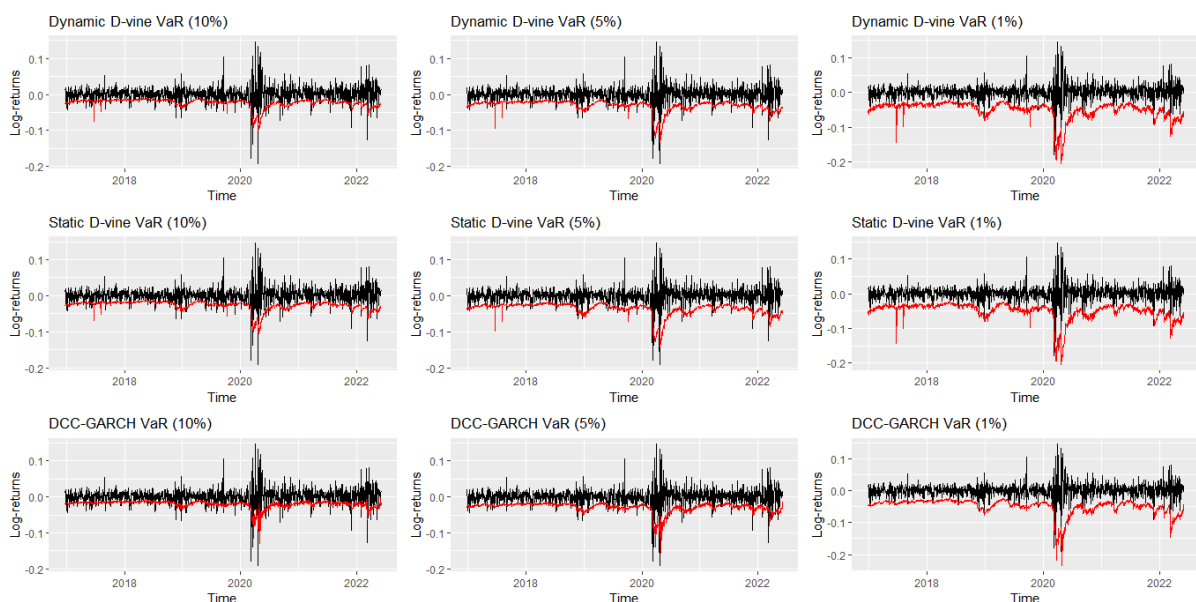 Dynamic D-vine VaR (10%)
Log-returns
0.1
0.0
-0.1
-0.2
2018
2020
2022
Time
Dynamic D-vine VaR (5%)
Log-returns
0.1
0.0
-0.1
-0.2
2018
2020
2022
Time
Dynamic D-vine VaR (1%)
Log-returns
0.1
0.0
-0.1
-0.2
2018
2020
2022
Time
Static D-vine VaR (10%)
Log-returns
0.1
0.0
-0.1
-0.2
2018
2020
2022
Time
Static D-vine VaR (5%)
Log-returns
0.1
0.0
-0.1
-0.2
2018
2020
2022
Time
Static D-vine VaR (1%)
Log-returns
0.1
0.0
-0.1
-0.2
2018
2020
2022
Time
DCC-GARCH VaR (10%)
Log-returns
0.1
0.0
-0.1
-0.2
2018
2020
2022
Time
DCC-GARCH VaR (5%)
Log-returns
0.1
0.0
-0.1
-0.2
2018
2020
2022
Time
DCC-GARCH VaR (1%)
Log-returns
0.1
0.0
-0.1
-0.2
2018
2020
2022
Time